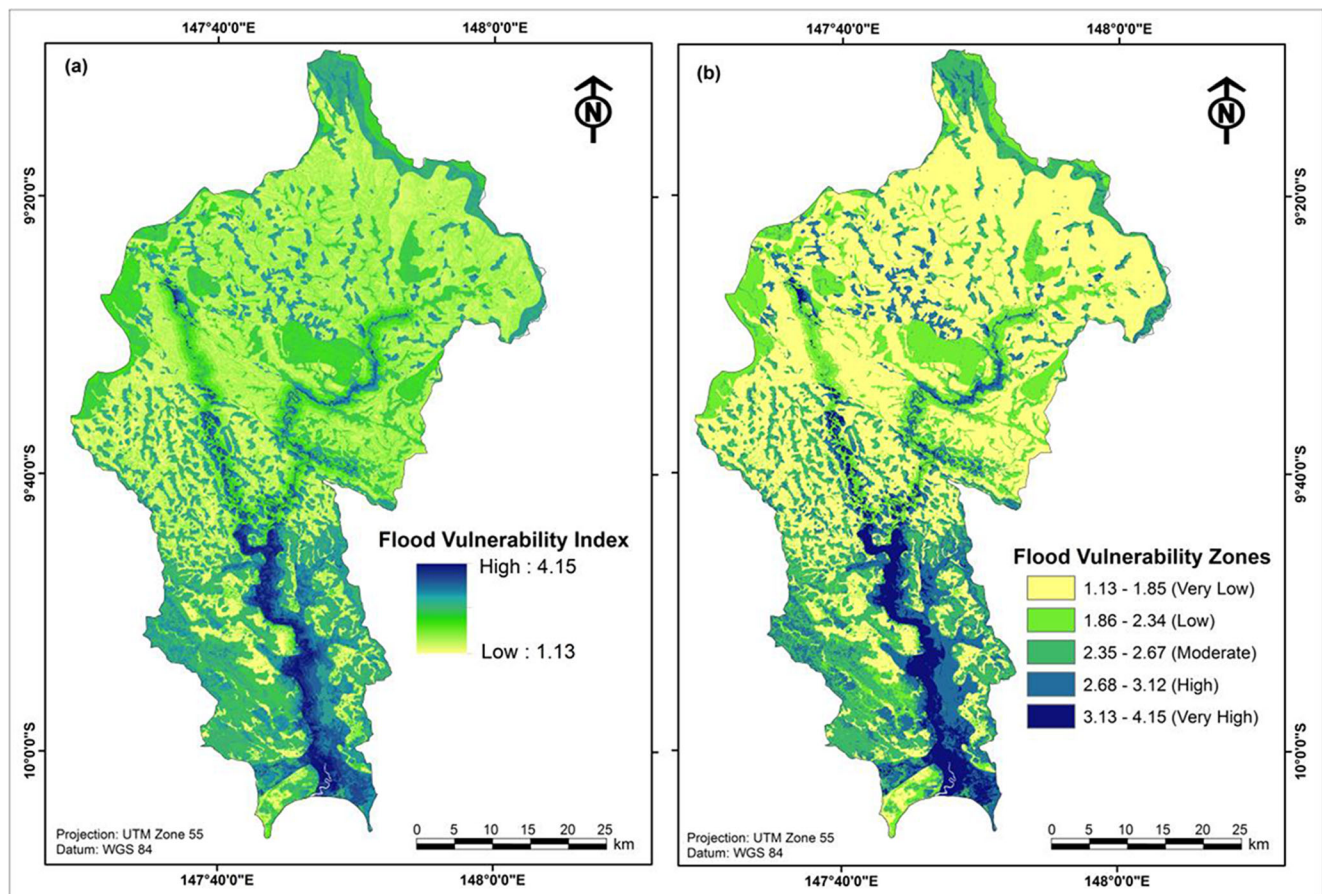 147°40'0"E
148°0'0"E
(a)
N
9°20'0"S
9°40'0"S
10°0'0"S
Flood Vulnerability Index
High : 4.15
Low : 1.13
Projection: UTM Zone 55
Datum: WGS 84
0 5 10 15 20 25
km
147°40'0"E
148°0'0"E
147°40'0"E
148°0'0"E
(b)
N
9°20'0"S
9°40'0"S
10°0'0"S
Flood Vulnerability Zones
1.13 - 1.85 (Very Low)
1.86 - 2.34 (Low)
2.35 - 2.67 (Moderate)
2.68 - 3.12 (High)
3.13 - 4.15 (Very High)
Projection: UTM Zone 55
Datum: WGS 84
0 5 10 15 20 25
km
147°40'0"E
148°0'0"E